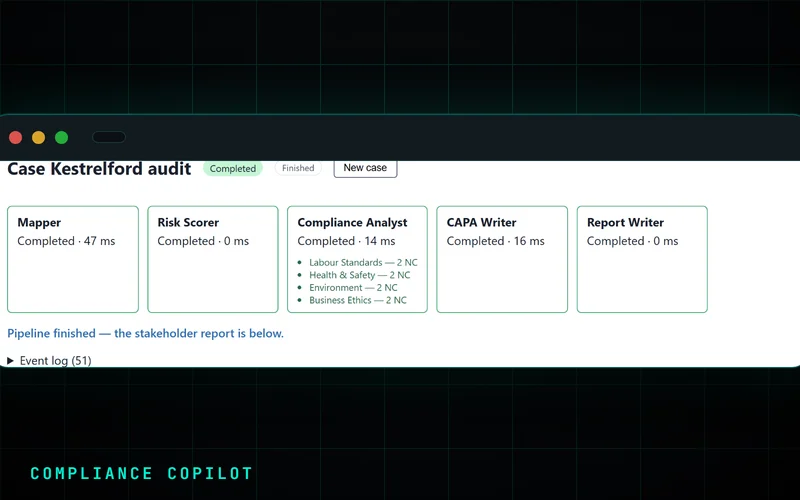 Case Kestrelford audit Completed Finished New case
Mapper
Completed · 47 ms
Risk Scorer
Completed · 0 ms
Compliance Analyst
Completed · 14 ms
• Labour Standards — 2 NC
• Health & Safety — 2 NC
• Environment — 2 NC
• Business Ethics — 2 NC
CAPA Writer
Completed · 16 ms
Report Writer
Completed · 0 ms
Pipeline finished — the stakeholder report is below.
▶ Event log (51)
COMPLIANCE COPILOT